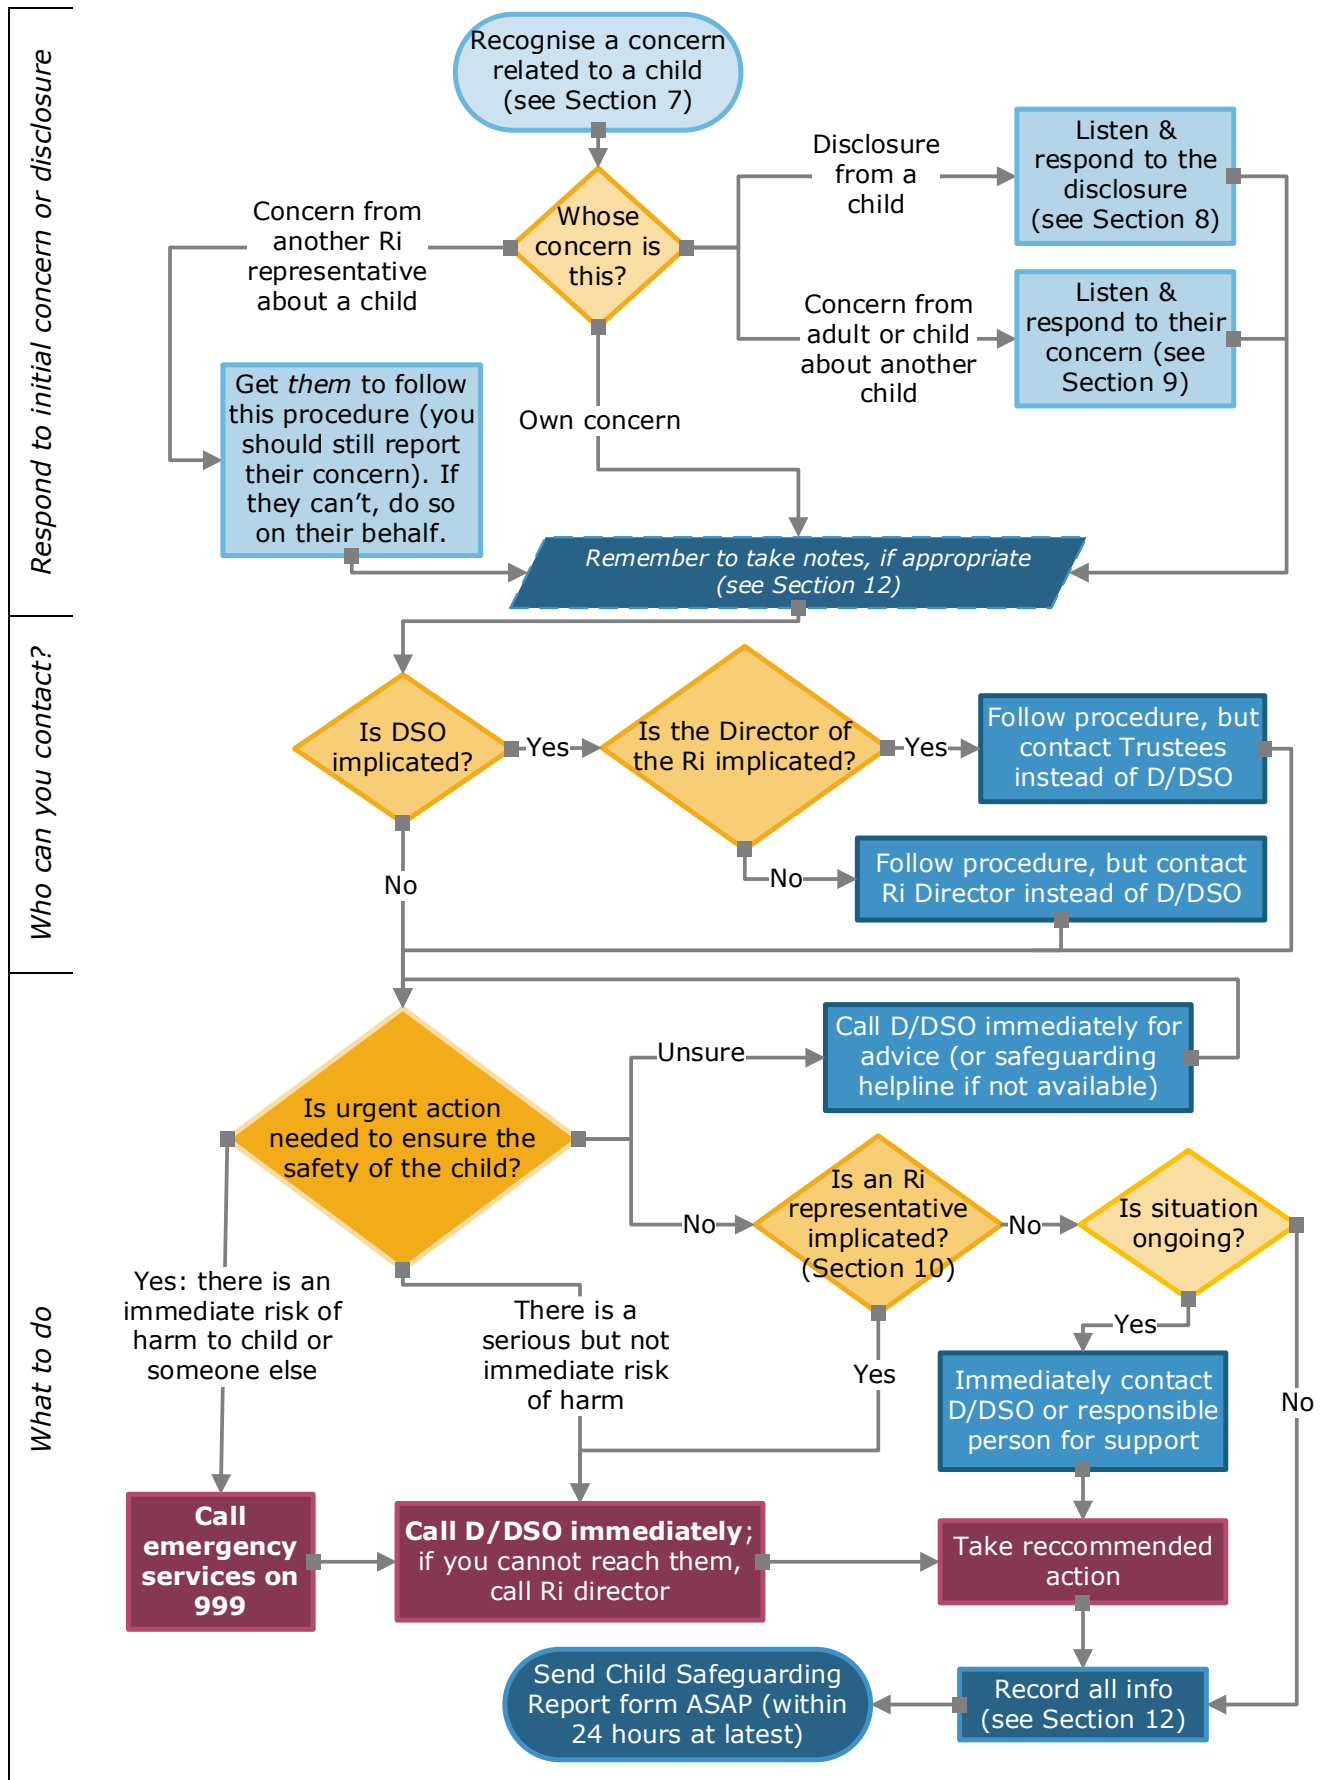 Respond to initial concern or disclosure
Recognise a concern
related to a child
(see Section 7)
Whose
concern is
this?
Disclosure
from a
child
Listen &
respond to the
disclosure
(see Section 8)
Concern from
another Ri
representative
about a child
Concern from
adult or child
about another
child
Listen &
respond to their
concern (see
Section 9)
Get them to follow
this procedure (you
should still report
their concern). If
they can't, do so
on their behalf.
Own concern
Remember to take notes, if appropriate
(see Section 12)
Who can you contact?
Is DSO
implicated?
Yes
Is the Director of
the Ri implicated?
Yes
Follow procedure, but
contact Trustees
instead of D/DSO
No
No
Follow procedure, but contact
Ri Director instead of D/DSO
What to do
Is urgent action
needed to ensure the
safety of the child?
Unsure
Call D/DSO immediately for
advice (or safeguarding
helpline if not available)
No
Is an Ri
representative
implicated?
(Section 10)
No
Is situation
ongoing?
Yes: there is an
immediate risk of
harm to child or
someone else
There is a
serious but not
immediate risk
of harm
Yes
Yes
No
Immediately contact
D/DSO or responsible
person for support
Call
emergency
services on
999
Call D/DSO immediately;
if you cannot reach them,
call Ri director
Take reccommended
action
Record all info
(see Section 12)
Send Child Safeguarding
Report form ASAP (within
24 hours at latest)